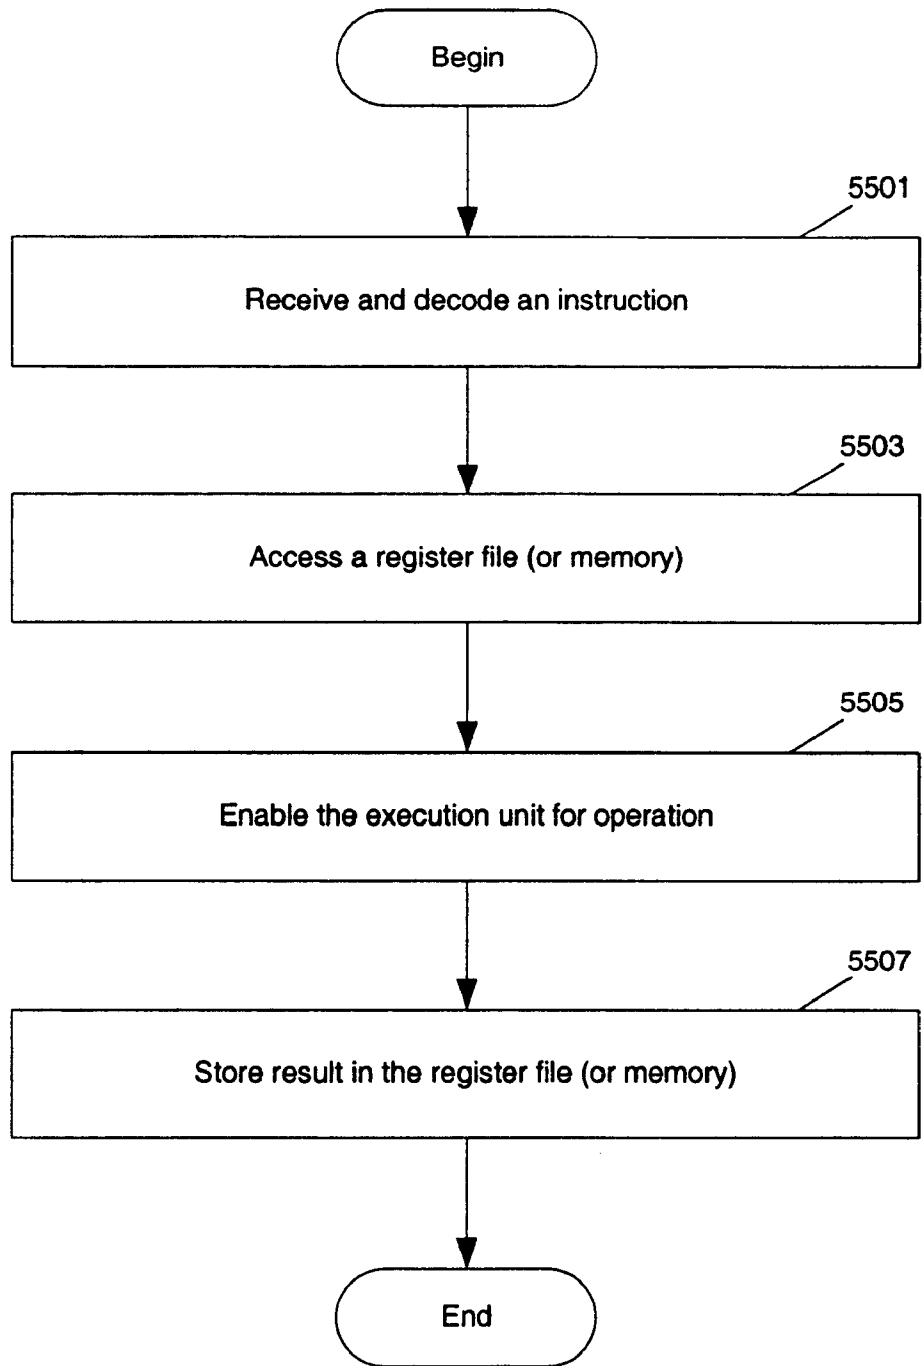 Begin
5501
Receive and decode an instruction
5503
Access a register file (or memory)
5505
Enable the execution unit for operation
5507
Store result in the register file (or memory)
End